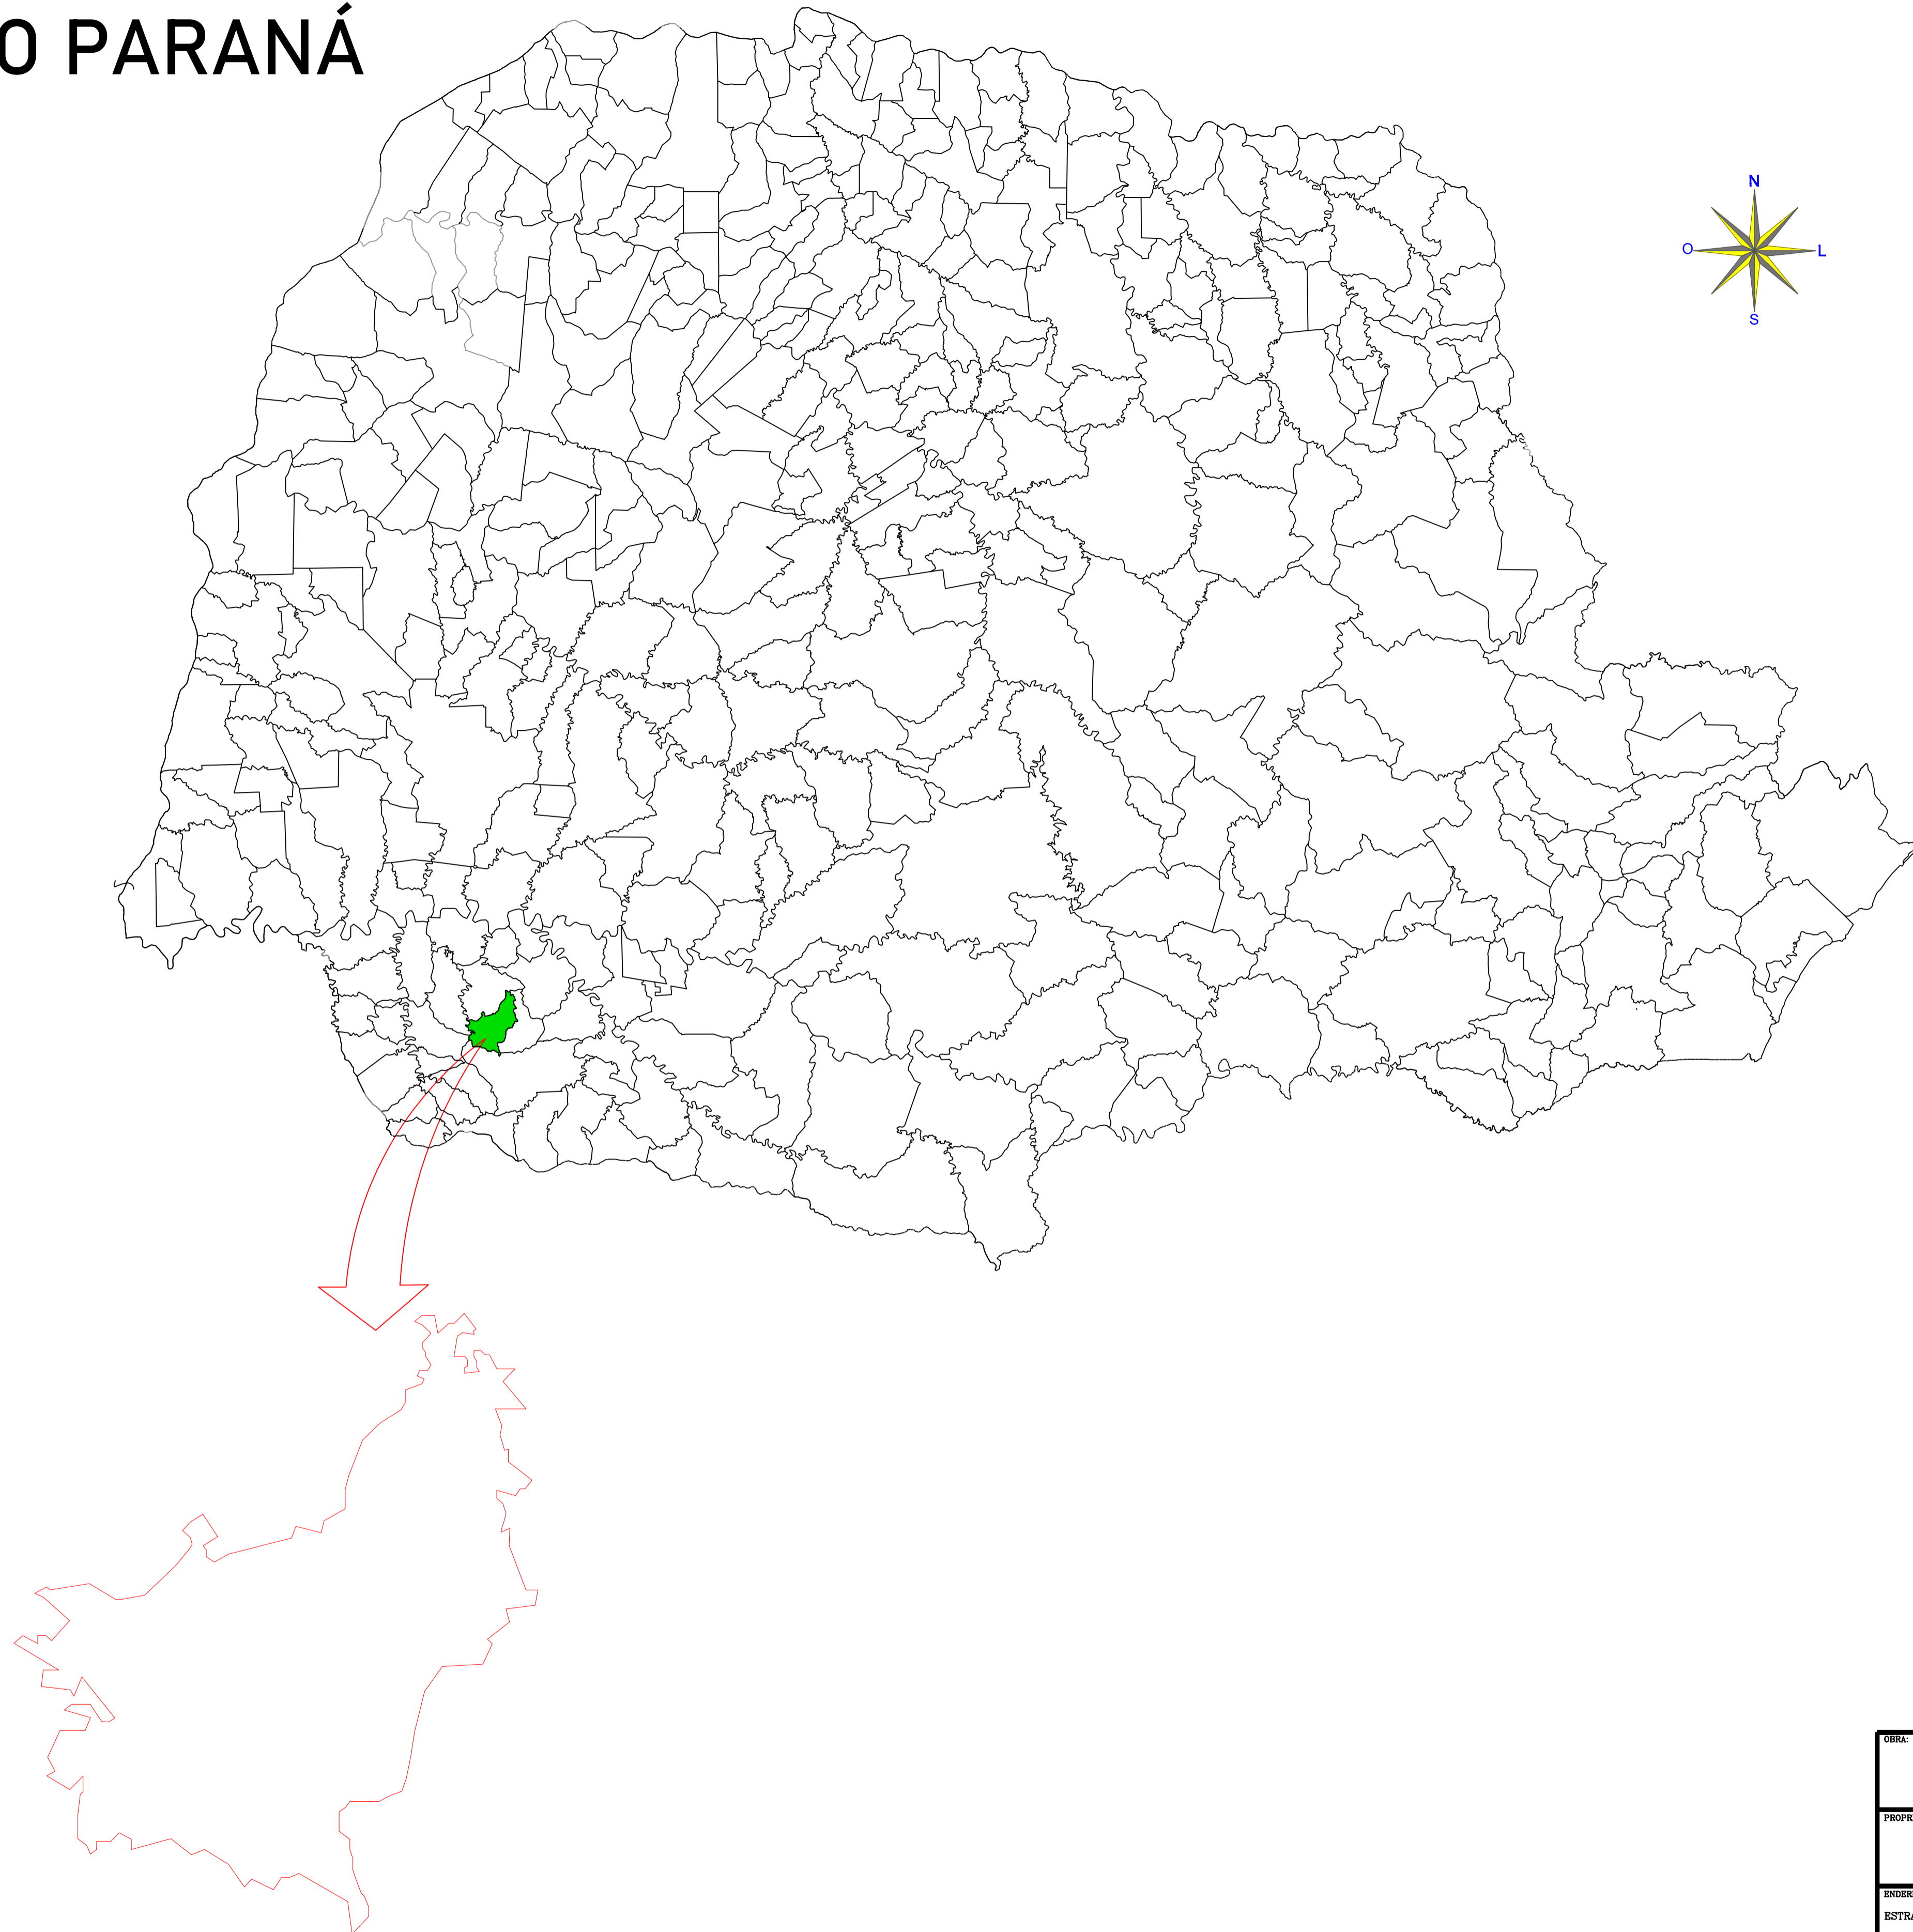 O PARANÁ
N
O
L
S
OBRA:
PROPR
ENDER
ESTRA